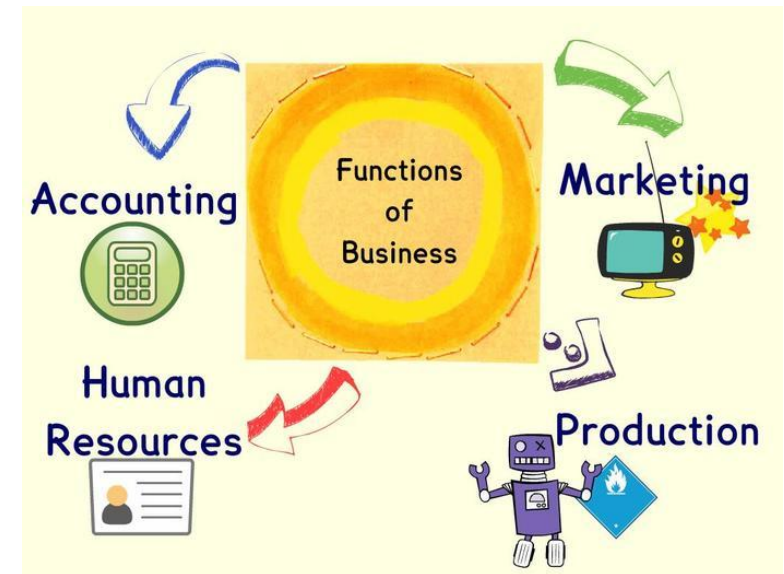 Functions
of
Business
Accounting
Marketing
Human
Resources
Production